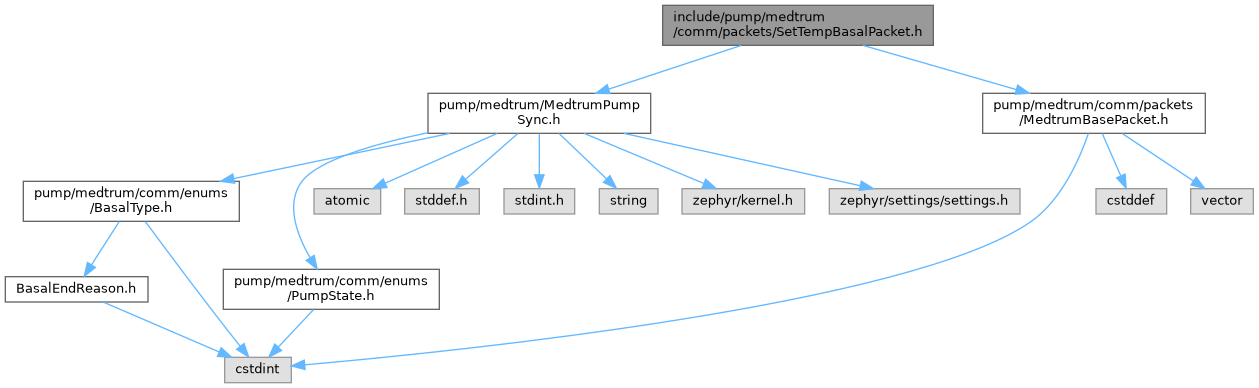 include/pump/medtrum
/comm/packets/SetTempBasalPacket.h
pump/medtrum/MedtrumPump
Sync.h
pump/medtrum/comm/packets
/MedtrumBasePacket.h
pump/medtrum/comm/enums
/BasalType.h
atomic
stddef.h
stdint.h
string
zephyr/kernel.h
zephyr/settings/settings.h
cstddef
vector
BasalEndReason.h
pump/medtrum/comm/enums
/PumpState.h
cstdint